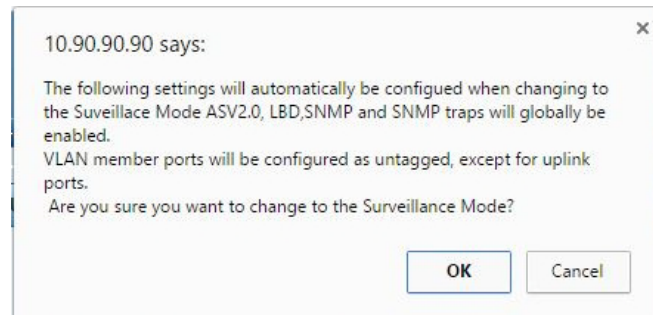 10.90.90.90 says:
The following settings will automatically be configued when changing to
the Suveillace Mode ASV2.0, LBD,SNMP and SNMP traps will globally be
enabled.
VLAN member ports will be configured as untagged, except for uplink
ports.
Are you sure you want to change to the Surveillance Mode?
OK
Cancel